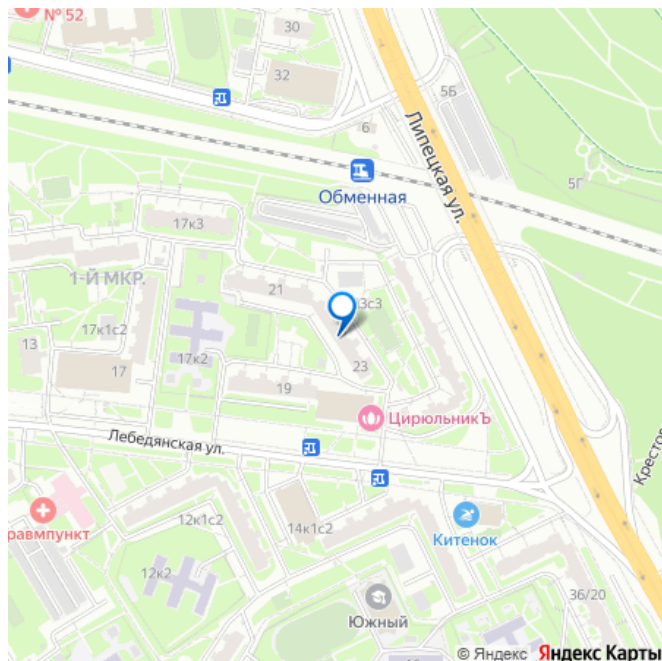 № 52
30
32
5Б
6
Липецкая ул.
5Г
Обменная
17к3
1-Й МКР.
21
3с3
17к1с2
13
17к2
17
23
19
ЦирюльникЪ
Лебедянская ул.
равмпункт
12к1с2
14к1с2
Китенок
12к2
36/20
Южный
Крестов
© Яндекс Яндекс Карты